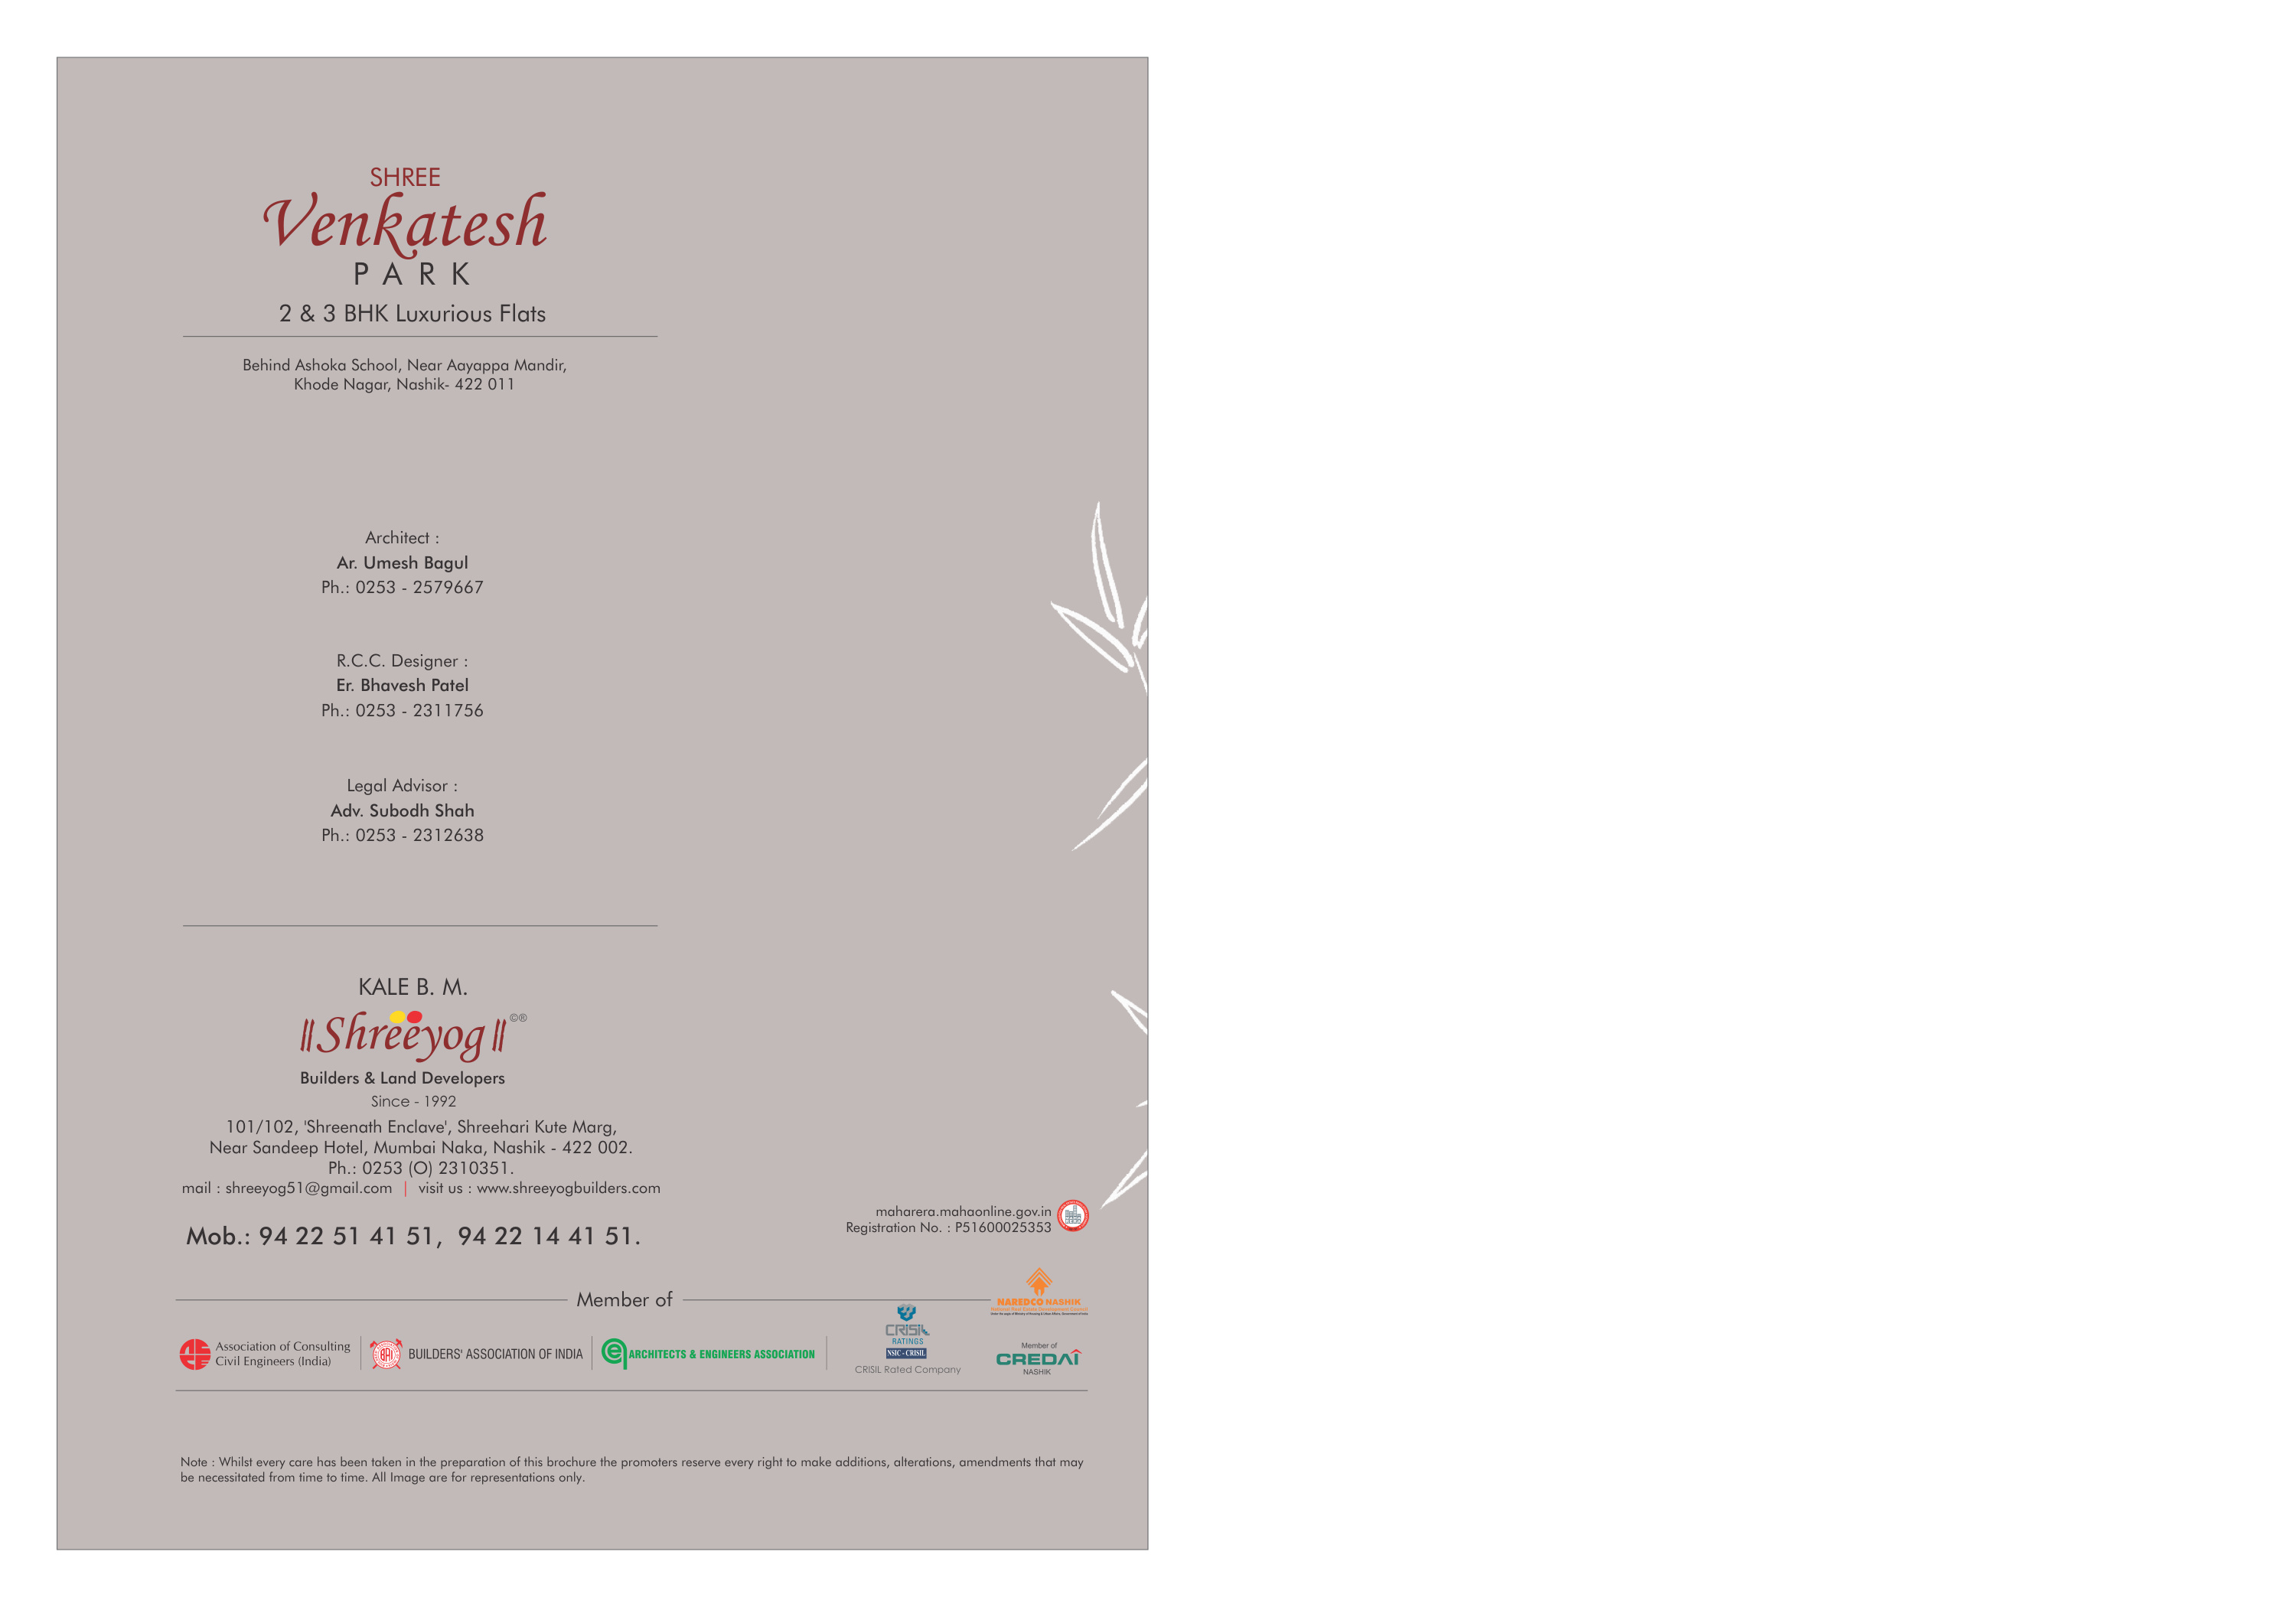 SHREE
Venkatesh
PARK
2 & 3 BHK Luxurious Flats
Behind Ashoka School, Near Aayappa Mandir,
Khode Nagar, Nashik- 422 011
Architect :
Ar. Umesh Bagul
Ph.: 0253 - 2579667
R.C.C. Designer :
Er. Bhavesh Patel
Ph.: 0253 - 2311756
Legal Advisor :
Adv. Subodh Shah
Ph.: 0253 - 2312638
KALE B. M.
||Shreeyog|| ©®
Builders & Land Developers
Since - 1992
101/102, 'Shreenath Enclave', Shreehari Kute Marg,
Near Sandeep Hotel, Mumbai Naka, Nashik - 422 002.
Ph.: 0253 (O) 2310351.
mail : shreeyog51@gmail.com | visit us : www.shreeyogbuilders.com
Mob.: 94 22 51 41 51, 94 22 14 41 51.
maharera.mahaonline.gov.in
Registration No. : P51600025353
Member of
Association of Consulting
Civil Engineers (India)
BAI
BUILDERS' ASSOCIATION OF INDIA
ARCHITECTS & ENGINEERS ASSOCIATION
CRISIL
RATINGS
NSIC - CRISIL
CRISIL Rated Company
NAREDCO NASHIK
Member of
CREDAI
NASHIK
Note : Whilst every care has been taken in the preparation of this brochure the promoters reserve every right to make additions, alterations, amendments that may
be necessitated from time to time. All Image are for representations only.